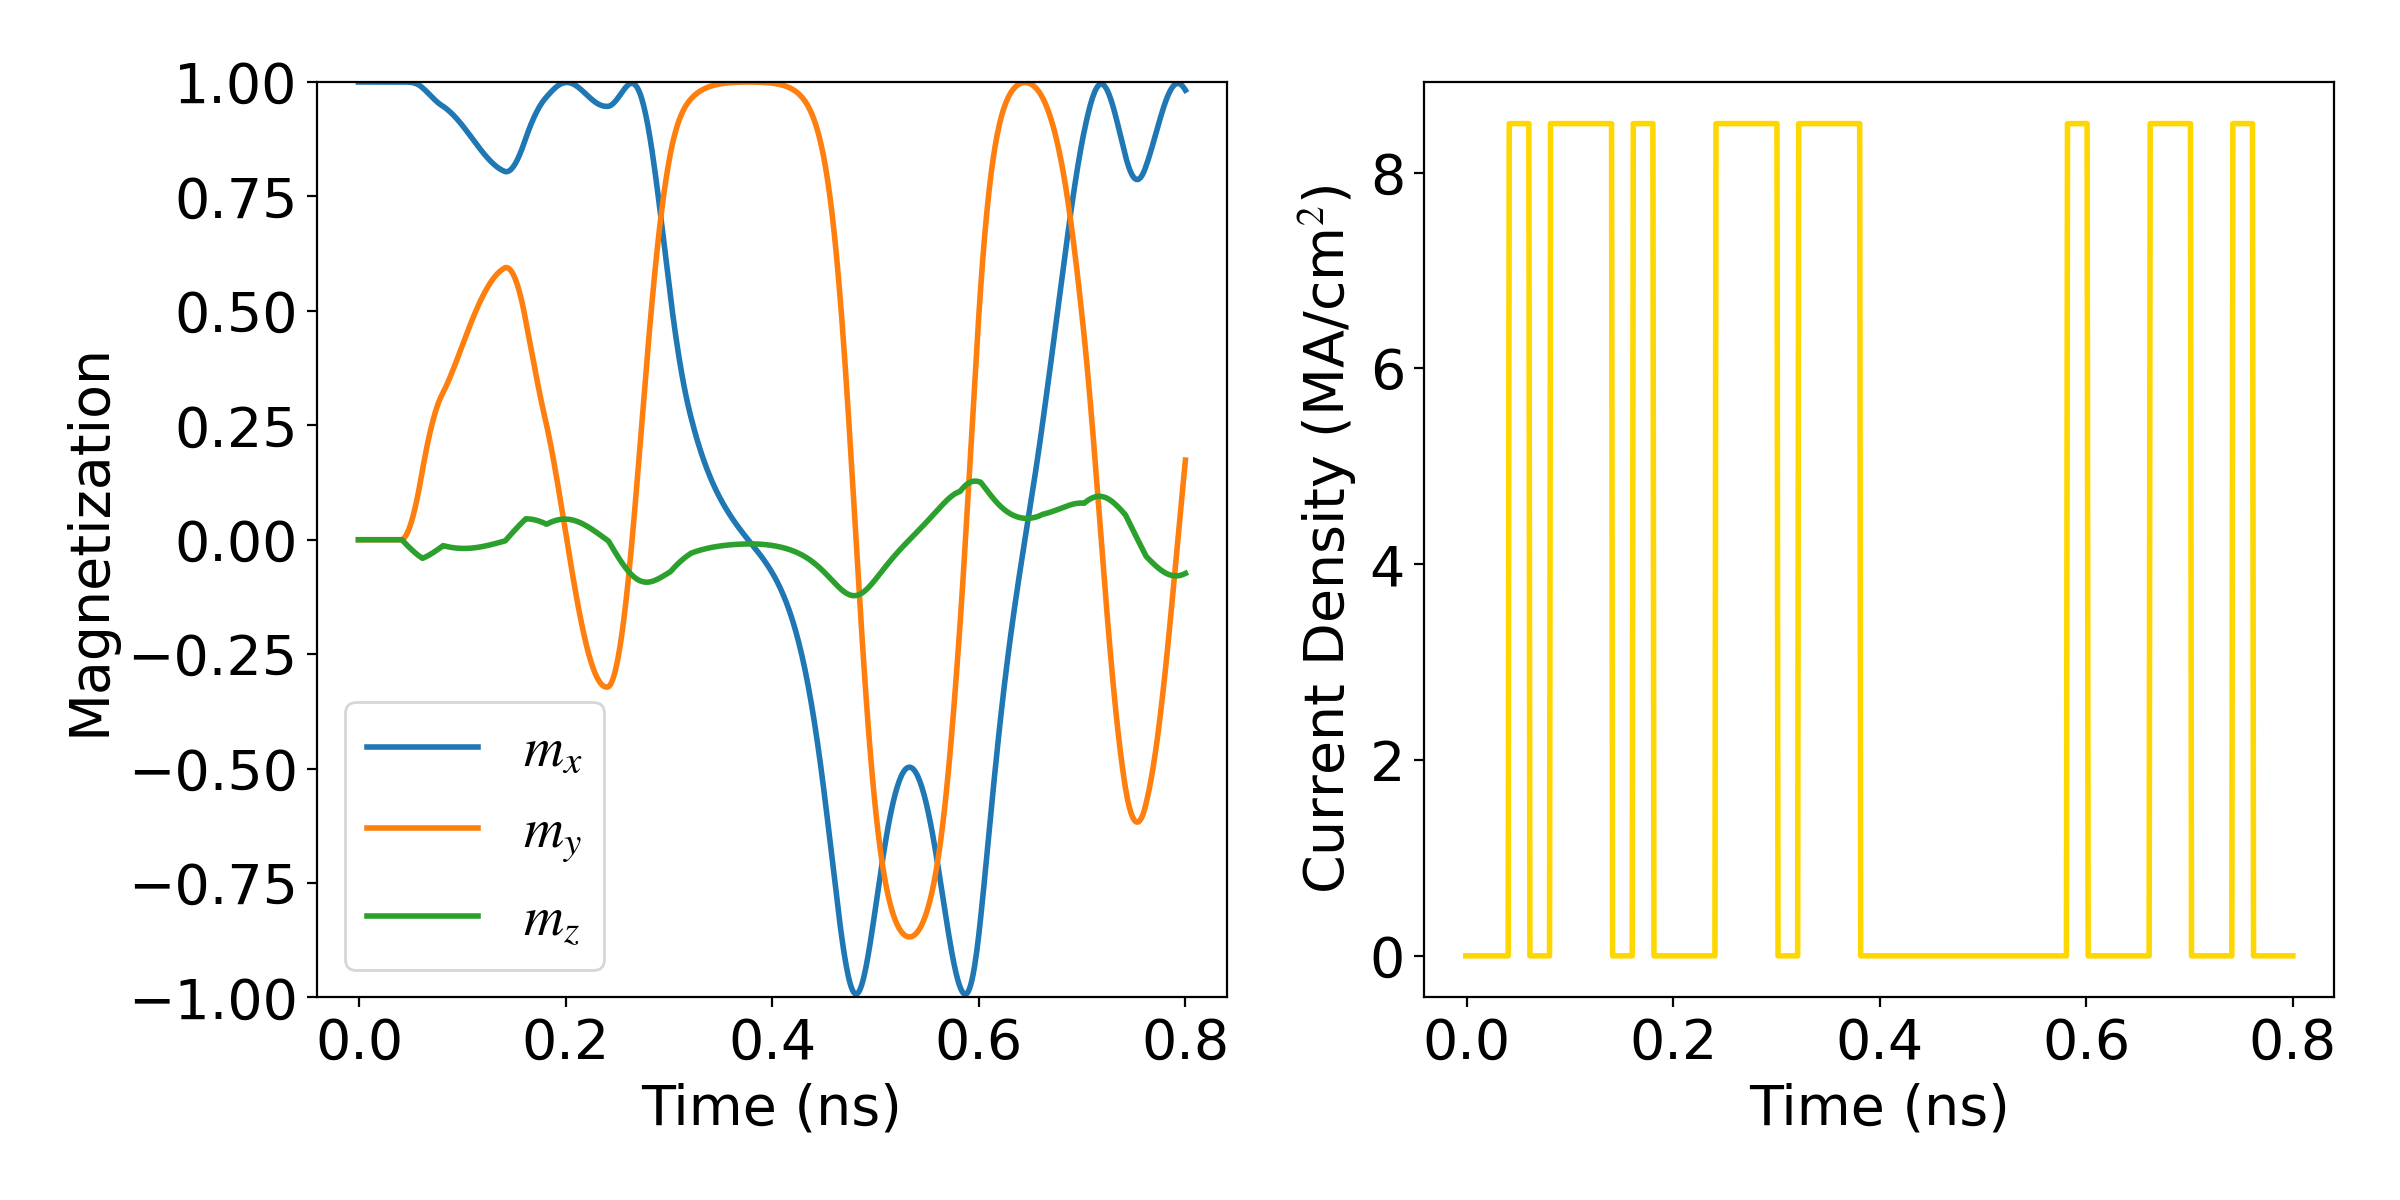 Magnetization
1.00
0.75
0.50
0.25
0.00
−0.25
−0.50
−0.75
−1.00
m_x
m_y
m_z
0.0 0.2 0.4 0.6 0.8
Time (ns)
Current Density (MA/cm²)
8
6
4
2
0
0.0 0.2 0.4 0.6 0.8
Time (ns)